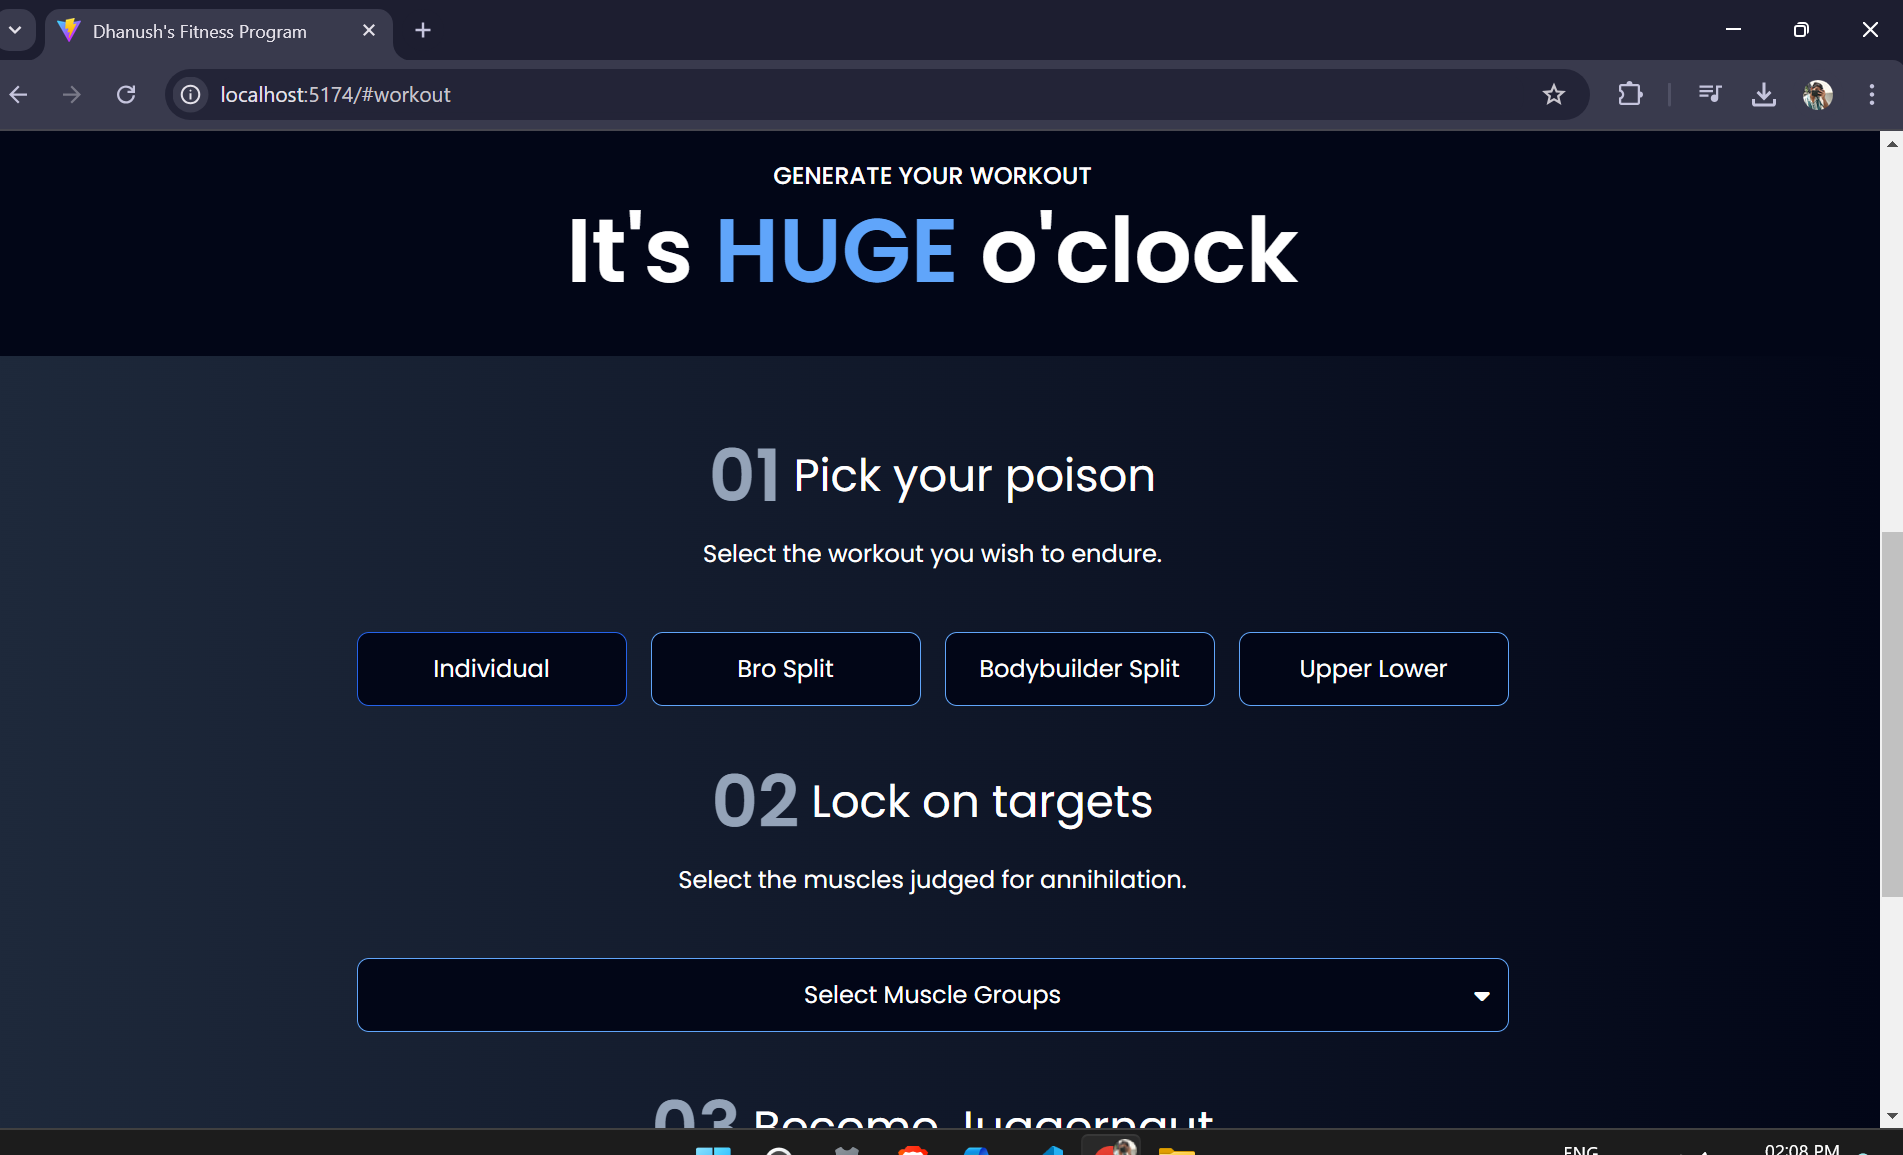 Dhanush's Fitness Program
localhost:5174/#workout
GENERATE YOUR WORKOUT
It's HUGE o'clock
01 Pick your poison
Select the workout you wish to endure.
Individual
Bro Split
Bodybuilder Split
Upper Lower
02 Lock on targets
Select the muscles judged for annihilation.
Select Muscle Groups
03 Become Juggernaut
ENG
02:08 PM